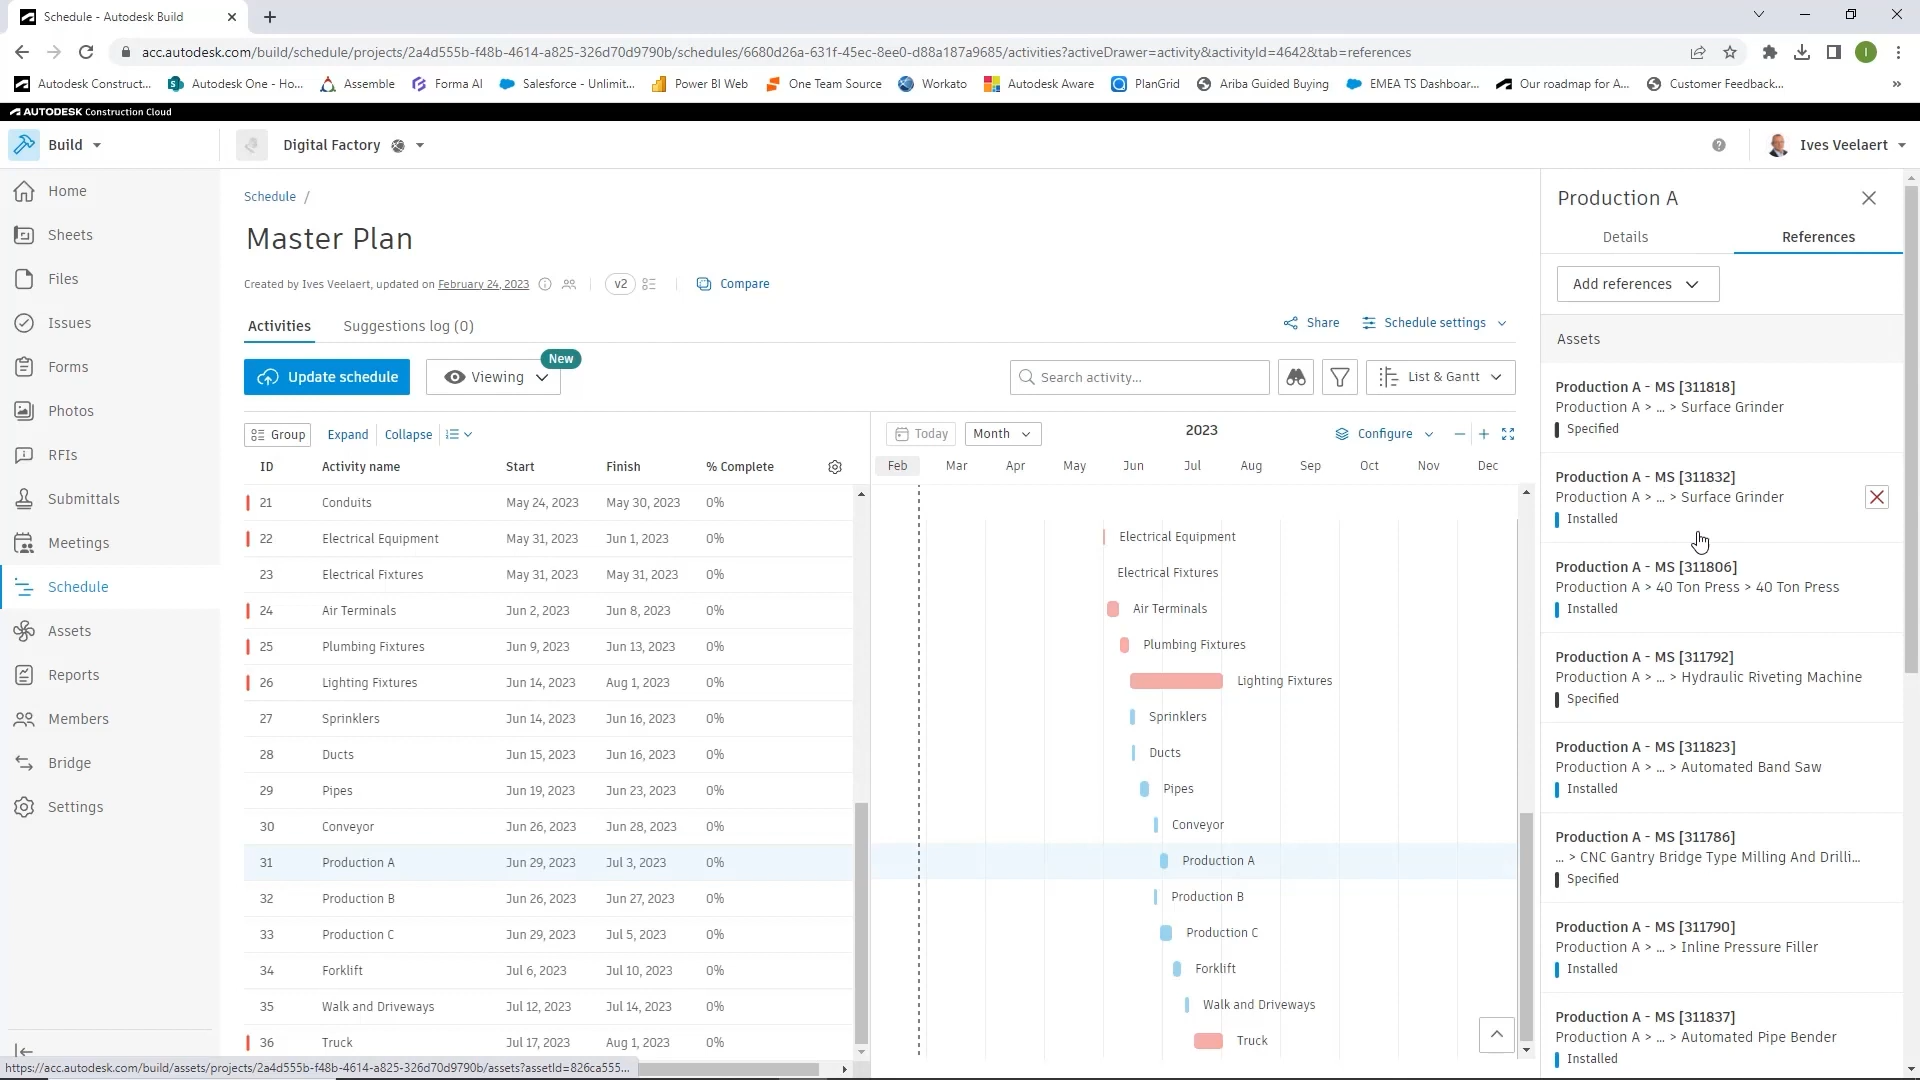 Schedule - Autodesk Build
acc.autodesk.com/build/schedule/projects/2a4d555b-f48b-4614-a825-326d70d9790b/schedules/6680d26a-631f-45ec-8ee0-d88a187a9685/activities?activeDrawer=activity&activityId=4642&tab=references
I
Autodesk Construct... Autodesk One - Ho... Assemble Forma AI Salesforce - Unlimit... Power BI Web One Team Source Workato Autodesk Aware PlanGrid Ariba Guided Buying EMEA TS Dashboar... Our roadmap for A... Customer Feedback... »
AUTODESK Construction Cloud
Build
Digital Factory
Ives Veelaert
Home
Sheets
Files
Issues
Forms
Photos
RFIs
Submittals
Meetings
Schedule
Assets
Reports
Members
Bridge
Settings
Schedule /
Master Plan
Created by Ives Veelaert, updated on February 24, 2023
v2
Compare
Activities Suggestions log (0)
Share Schedule settings
Update schedule
Viewing
New
Search activity...
List & Gantt
Group Expand Collapse
Today Month 2023 Configure
ID Activity name Start Finish % Complete
Feb Mar Apr May Jun Jul Aug Sep Oct Nov Dec
21 Conduits May 24, 2023 May 30, 2023 0%
22 Electrical Equipment May 31, 2023 Jun 1, 2023 0% Electrical Equipment
23 Electrical Fixtures May 31, 2023 May 31, 2023 0% Electrical Fixtures
24 Air Terminals Jun 2, 2023 Jun 8, 2023 0% Air Terminals
25 Plumbing Fixtures Jun 9, 2023 Jun 13, 2023 0% Plumbing Fixtures
26 Lighting Fixtures Jun 14, 2023 Aug 1, 2023 0% Lighting Fixtures
27 Sprinklers Jun 14, 2023 Jun 16, 2023 0% Sprinklers
28 Ducts Jun 15, 2023 Jun 16, 2023 0% Ducts
29 Pipes Jun 19, 2023 Jun 23, 2023 0% Pipes
30 Conveyor Jun 26, 2023 Jun 28, 2023 0% Conveyor
31 Production A Jun 29, 2023 Jul 3, 2023 0% Production A
32 Production B Jun 26, 2023 Jun 27, 2023 0% Production B
33 Production C Jun 29, 2023 Jul 5, 2023 0% Production C
34 Forklift Jul 6, 2023 Jul 10, 2023 0% Forklift
35 Walk and Driveways Jul 12, 2023 Jul 14, 2023 0% Walk and Driveways
36 Truck Jul 17, 2023 Aug 1, 2023 0% Truck
Production A
Details References
Add references
Assets
Production A - MS [311818]
Production A > ... > Surface Grinder
Specified
Production A - MS [311832]
Production A > ... > Surface Grinder
Installed
Production A - MS [311806]
Production A > 40 Ton Press > 40 Ton Press
Installed
Production A - MS [311792]
Production A > ... > Hydraulic Riveting Machine
Specified
Production A - MS [311823]
Production A > ... > Automated Band Saw
Installed
Production A - MS [311786]
... > CNC Gantry Bridge Type Milling And Drilli...
Specified
Production A - MS [311790]
Production A > ... > Inline Pressure Filler
Installed
Production A - MS [311837]
Production A > ... > Automated Pipe Bender
Installed
https://acc.autodesk.com/build/assets/projects/2a4d555b-f48b-4614-a825-326d70d9790b/assets?assetId=826ca555...